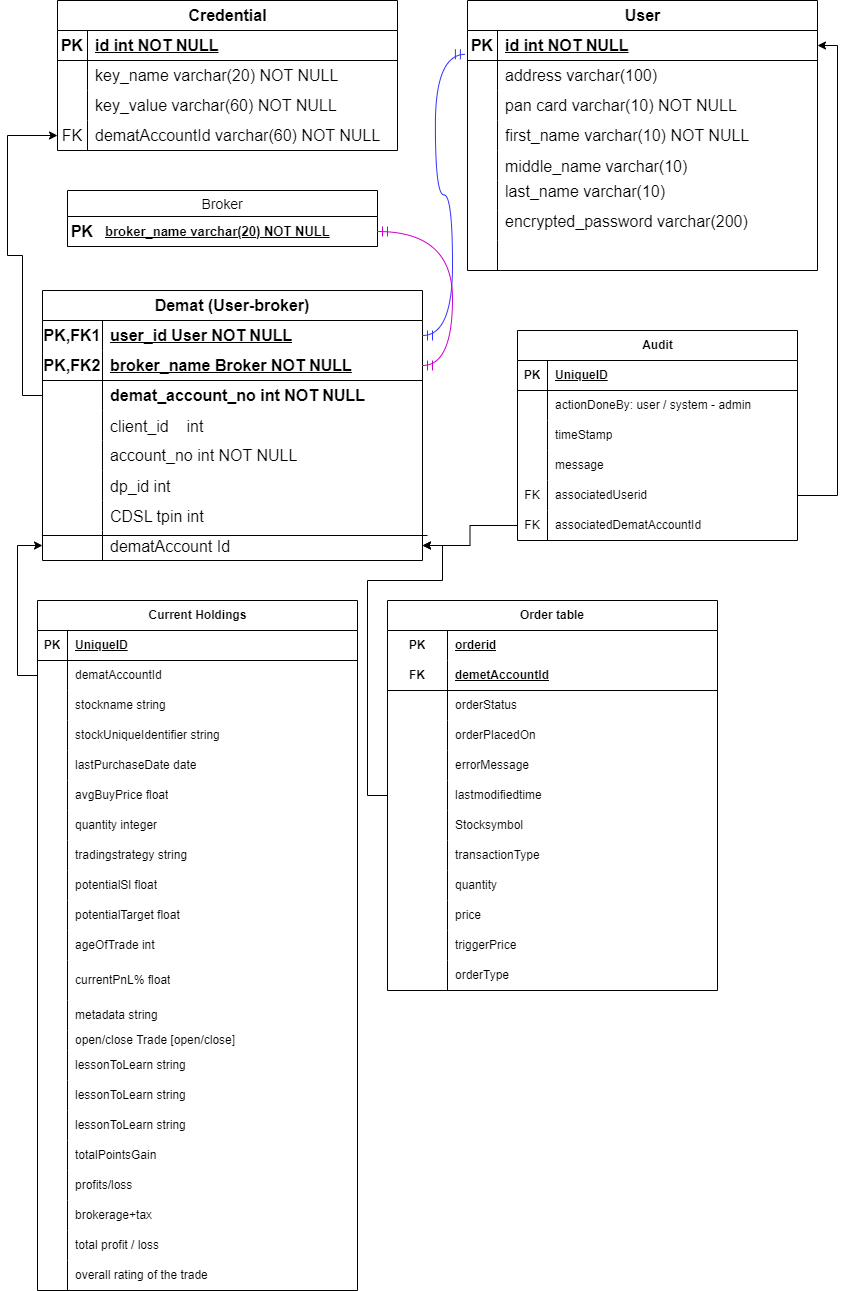 Credential
PK id int NOT NULL
key_name varchar(20) NOT NULL
key_value varchar(60) NOT NULL
FK dematAccountId varchar(60) NOT NULL
User
PK id int NOT NULL
address varchar(100)
pan card varchar(10) NOT NULL
first_name varchar(10) NOT NULL
middle_name varchar(10)
last_name varchar(10)
encrypted_password varchar(200)
Broker
PK broker_name varchar(20) NOT NULL
Demat (User-broker)
PK,FK1 user_id User NOT NULL
PK,FK2 broker_name Broker NOT NULL
demat_account_no int NOT NULL
client_id int
account_no int NOT NULL
dp_id int
CDSL tpin int
dematAccount Id
Audit
PK UniqueID
actionDoneBy: user / system - admin
timeStamp
message
FK associatedUserid
FK associatedDematAccountId
Current Holdings
PK UniqueID
dematAccountId
stockname string
stockUniqueIdentifier string
lastPurchaseDate date
avgBuyPrice float
quantity integer
tradingstrategy string
potentialSl float
potentialTarget float
ageOfTrade int
currentPnL% float
metadata string
open/close Trade [open/close]
lessonToLearn string
lessonToLearn string
lessonToLearn string
totalPointsGain
profits/loss
brokerage+tax
total profit / loss
overall rating of the trade
Order table
PK orderid
FK demetAccountId
orderStatus
orderPlacedOn
errorMessage
lastmodifiedtime
Stocksymbol
transactionType
quantity
price
triggerPrice
orderType